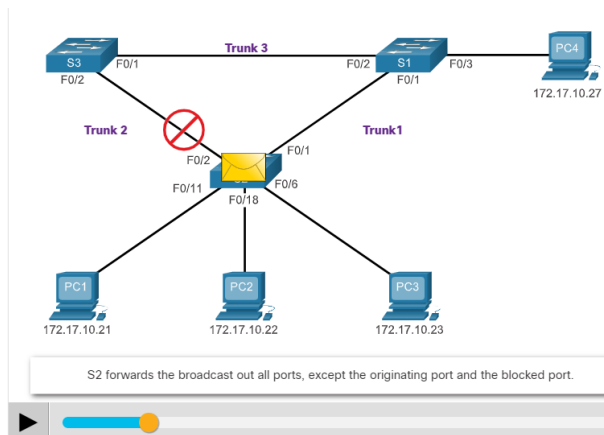 Trunk 3
S3
F0/1
F0/2
S1
F0/3
PC4
F0/2
F0/1
172.17.10.27
Trunk 2
Trunk1
F0/2
F0/1
F0/11
F0/6
F0/18
PC1
PC2
PC3
172.17.10.21
172.17.10.22
172.17.10.23
S2 forwards the broadcast out all ports, except the originating port and the blocked port.